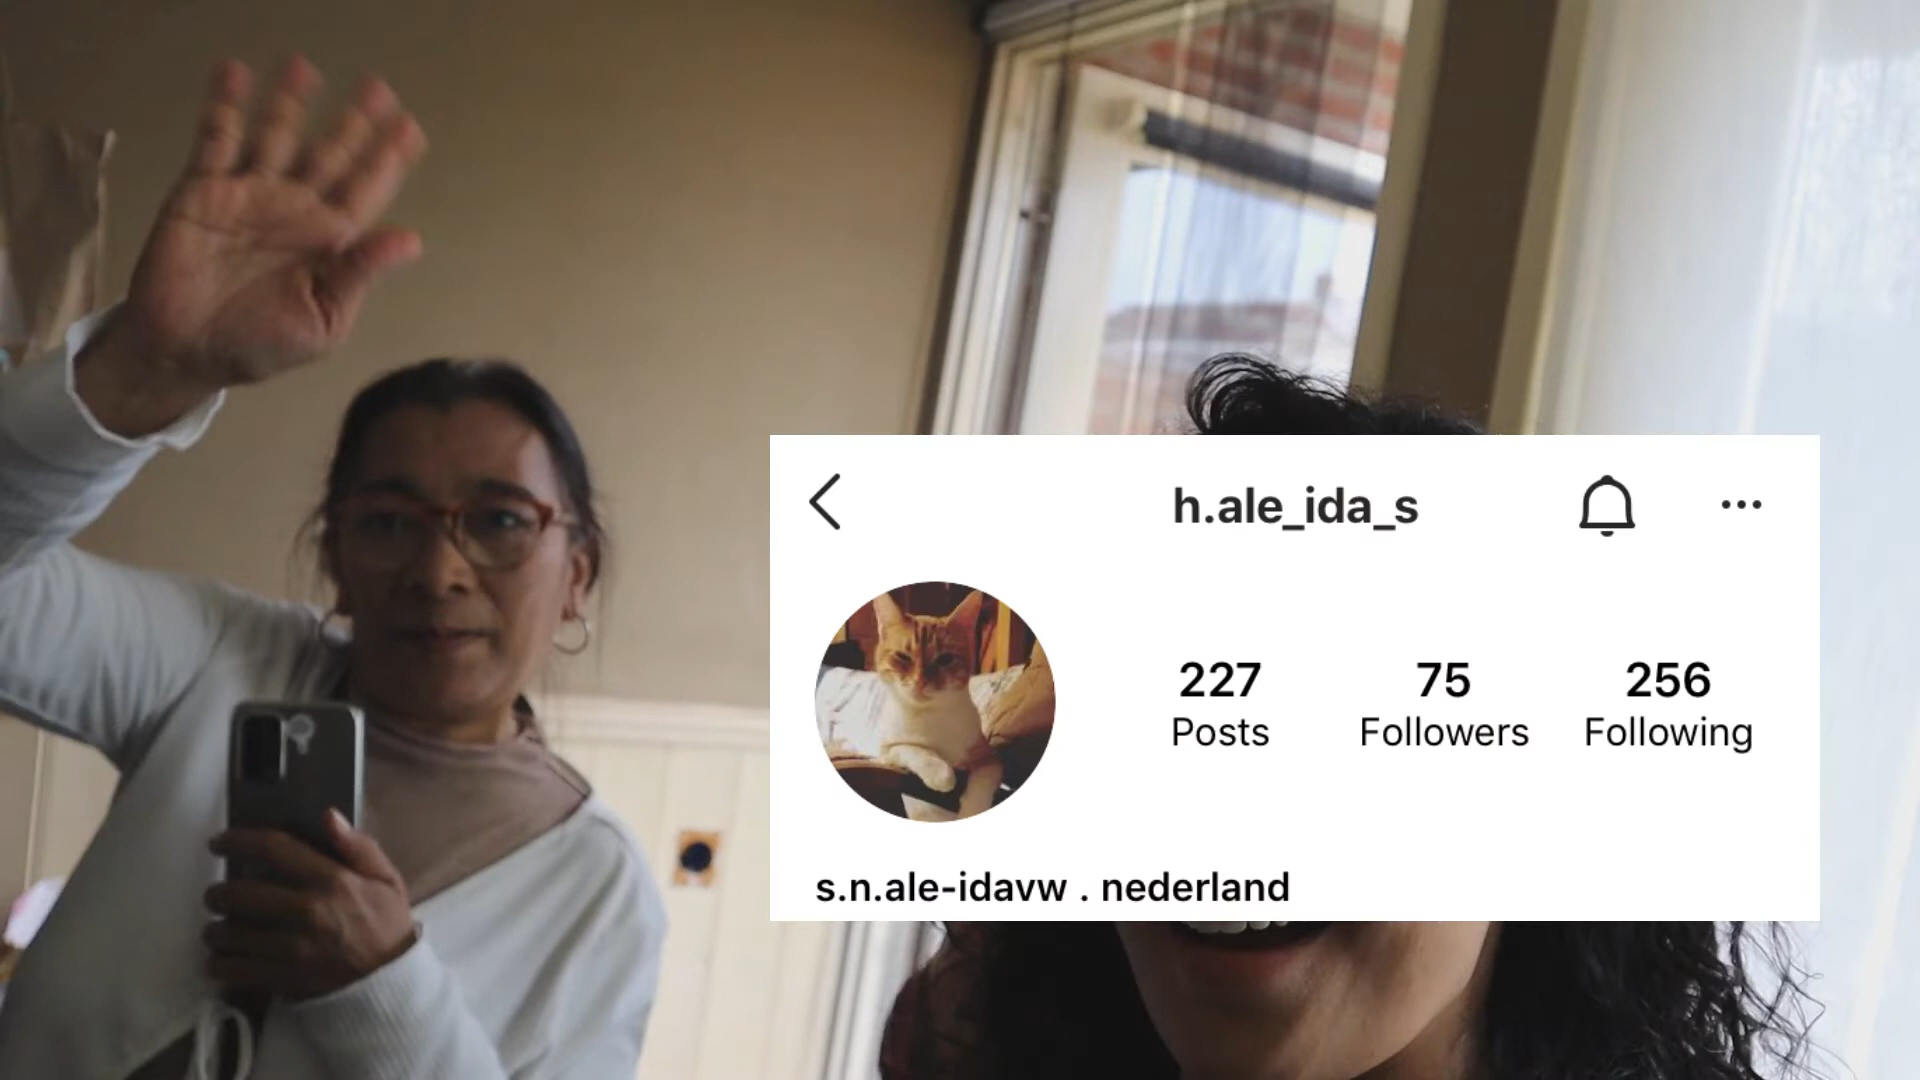 h.ale_ida_s
227 75 256
Posts Followers Following
s.n.ale-idavw . nederland